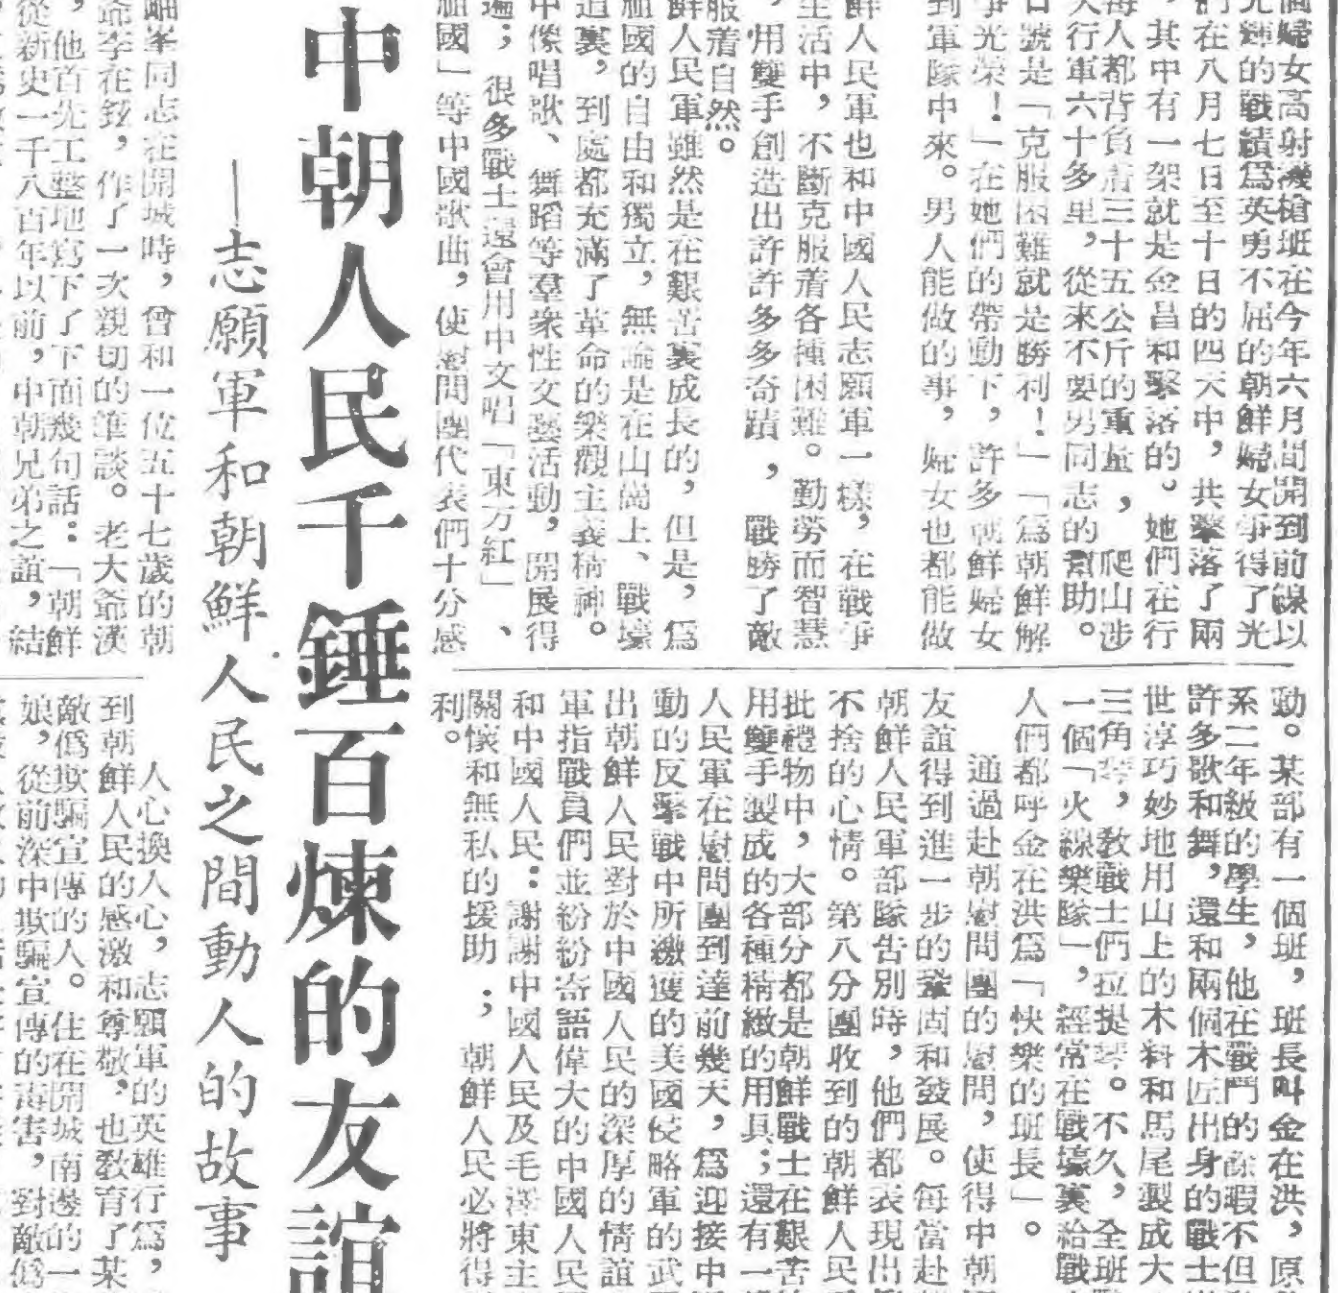 個婦女高射機槍班在今年六月間開到前線以
光輝的戰績爲英勇不屈的朝鮮婦女爭得了光
們在八月七日至十日的四天中，共擊落了兩
，其中有一架就是金昌和擊落的。她們在行
每人都背負着三十五公斤的重量，爬山涉
天行軍六十多里，從來不要男同志的幫助。
口號是「克服困難就是勝利！」「爲朝鮮解
爭光榮！」在她們的帶動下，許多朝鮮婦女
到軍隊中來。男人能做的事，婦女也都能做
鮮人民軍也和中國人民志願軍一樣，在戰爭
生活中，不斷克服着各種困難。勤勞而智慧
，用雙手創造出許許多多奇蹟，戰勝了敵
服着自然。
鮮人民軍雖然是在艱苦裏成長的，但是，爲
祖國的自由和獨立，無論是在山崗上、戰壕
道裏，到處都充滿了革命的樂觀主義精神。
中像唱歌、舞蹈等羣衆性文藝活動，開展得
遍；很多戰士還會用中文唱「東方紅」、
祖國」等中國歌曲，使慰問團代表們十分感
動。某部有一個班，班長叫金在洪，原
系二年級的學生，他在戰鬥的餘暇不但
許多歌和舞，還和兩個木匠出身的戰士
世淳巧妙地用山上的木料和馬尾製成大
三角琴，教戰士們拉提琴。不久，全班
一個「火線樂隊」，經常在戰壕裏給戰
人們都呼金在洪爲「快樂的班長」。
通過赴朝慰問團的慰問，使得中朝
友誼得到進一步的鞏固和發展。每當赴
朝鮮人民軍部隊告別時，他們都表現出
不捨的心情。第八分團收到的朝鮮人民
批禮物中，大部分都是朝鮮戰士在艱苦
用雙手製成的各種精緻的用具；還有一
人民軍在慰問團到達前幾天，爲迎接中
動的反擊戰中所繳獲的美國侵略軍的武
出朝鮮人民對於中國人民的深厚的情誼
軍指戰員們並紛紛寄語偉大的中國人民
和中國人民：謝謝中國人民及毛澤東主
關懷和無私的援助；朝鮮人民必將得
利。
中朝人民千錘百煉的友誼
——志願軍和朝鮮人民之間動人的故事
峯同志在開城時，曾和一位五十七歲的朝
爺李在鉉，作了一次親切的筆談。老大爺漢
，他首先工整地寫下了下面幾句話：「朝鮮
從新史一千八百年以前，中朝兄弟之誼，結
人心換人心，志願軍的英雄行爲，
到朝鮮人民的感激和尊敬，也教育了某
敵僞欺騙宣傳的人。住在開城南邊的一
娘，從前深中欺騙宣傳的毒害，對敵僞